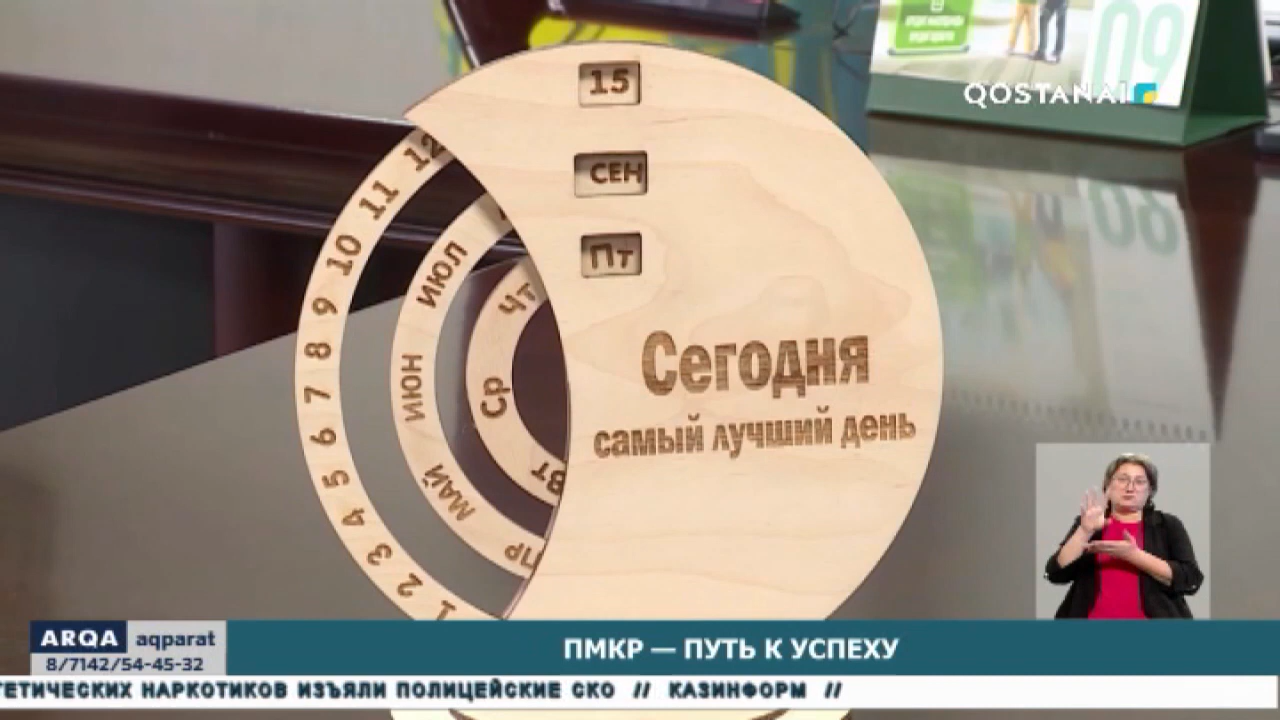 09
QOSTANAI
15
СЕН
Пт
12
11
10
9
8
7
6
5
4
3
2
1
ИЮЛ
ИЮН
МАЙ
Чт
Ср
Вт
Сегодня
самый лучший день
ARQA aqparat
8/7142/54-45-32
ПМКР — ПУТЬ К УСПЕХУ
ТЕТИЧЕСКИХ НАРКОТИКОВ ИЗЪЯЛИ ПОЛИЦЕЙСКИЕ СКО // КАЗИНФОРМ //